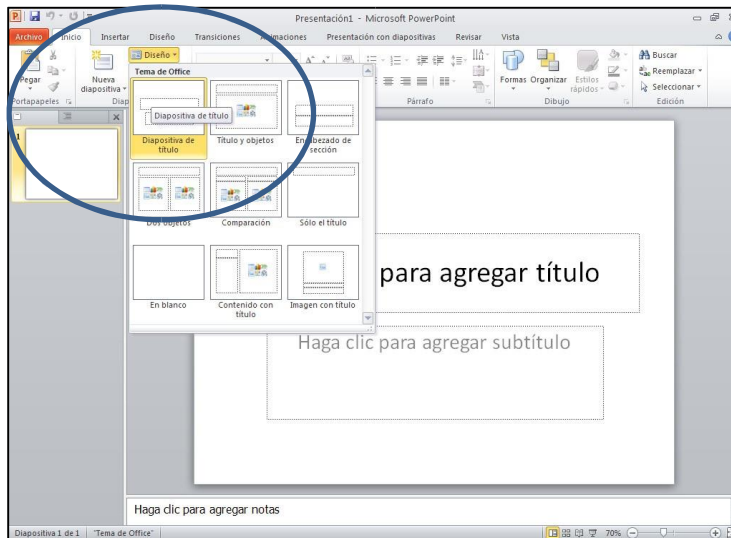 Presentación1 - Microsoft PowerPoint
Archivo Inicio Insertar Diseño Transiciones Animaciones Presentación con diapositivas Revisar Vista
Pegar
Nueva diapositiva
Diseño
Formas Organizar Estilos rápidos
Buscar
Reemplazar
Seleccionar
Portapapeles
Diap
Párrafo
Dibujo
Edición
Tema de Office
1
Diapositiva de título
Diapositiva de título
Título y objetos
Encabezado de sección
Dos objetos
Comparación
Sólo el título
En blanco
Contenido con título
Imagen con título
para agregar título
Haga clic para agregar subtítulo
Haga clic para agregar notas
Diapositiva 1 de 1 "Tema de Office" 70%